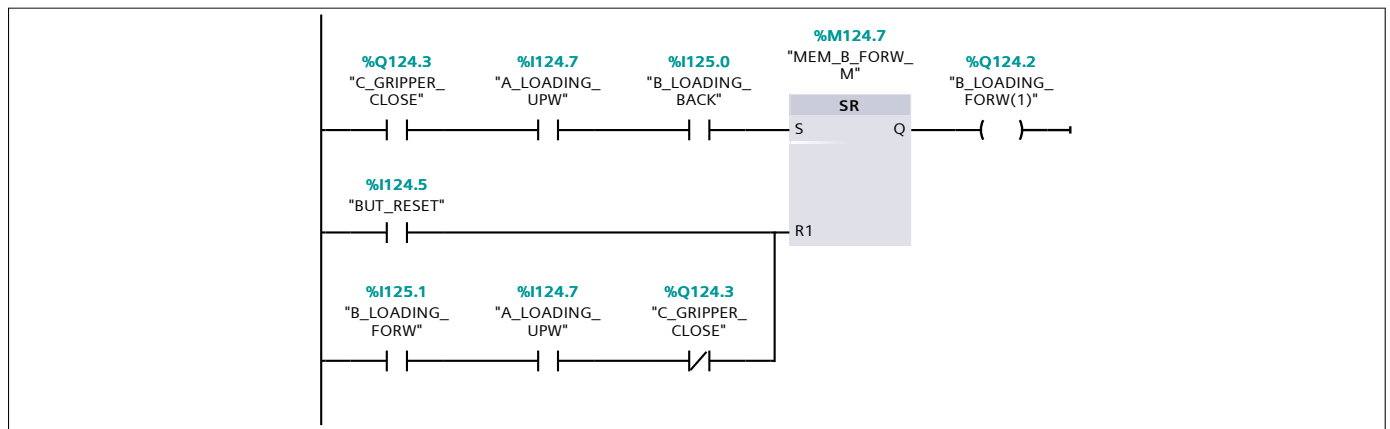 %M124.7
"MEM_B_FORW_
M"
%Q124.3
"C_GRIPPER_
CLOSE"
%I124.7
"A_LOADING_
UPW"
%I125.0
"B_LOADING_
BACK"
%Q124.2
"B_LOADING_
FORW(1)"
SR
S
Q
%I124.5
"BUT_RESET"
R1
%I125.1
"B_LOADING_
FORW"
%I124.7
"A_LOADING_
UPW"
%Q124.3
"C_GRIPPER_
CLOSE"